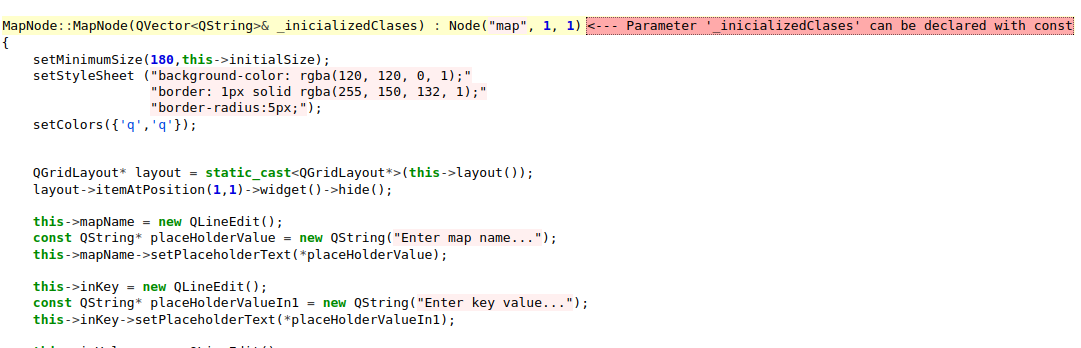 MapNode::MapNode(QVector<QString>& _inicializedClases) : Node("map", 1, 1) <--- Parameter '_inicializedClases' can be declared with const
{
    setMinimumSize(180,this->initialSize);
    setStyleSheet ("background-color: rgba(120, 120, 0, 1);"
                   "border: 1px solid rgba(255, 150, 132, 1);"
                   "border-radius:5px;");
    setColors({'q','q'});
    QGridLayout* layout = static_cast<QGridLayout*>(this->layout());
    layout->itemAtPosition(1,1)->widget()->hide();
    this->mapName = new QLineEdit();
    const QString* placeHolderValue = new QString("Enter map name...");
    this->mapName->setPlaceholderText(*placeHolderValue);
    this->inKey = new QLineEdit();
    const QString* placeHolderValueIn1 = new QString("Enter key value...");
    this->inKey->setPlaceholderText(*placeHolderValueIn1);